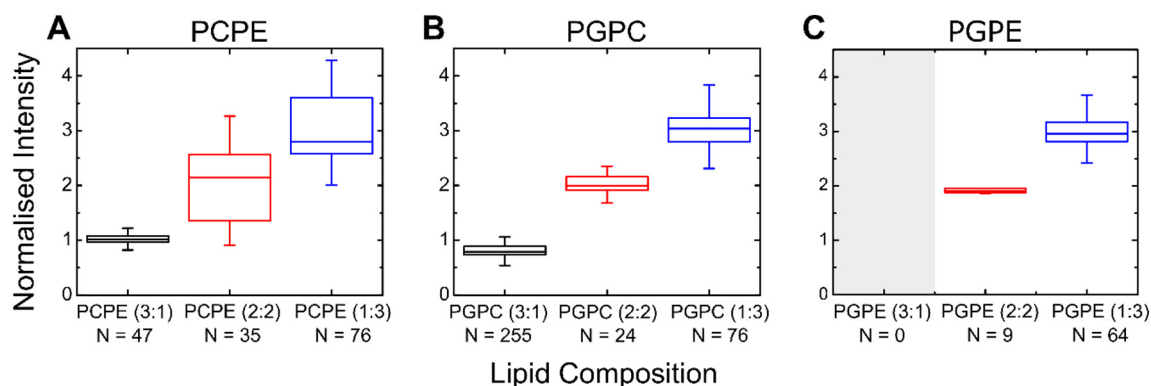 A PCPE B PGPC C PGPE
Normalised Intensity
4 4 4
3 3 3
2 2 2
1 1 1
0 0 0
PCPE (3:1) PCPE (2:2) PCPE (1:3) PGPC (3:1) PGPC (2:2) PGPC (1:3) PGPE (3:1) PGPE (2:2) PGPE (1:3)
N = 47 N = 35 N = 76 N = 255 N = 24 N = 76 N = 0 N = 9 N = 64
Lipid Composition